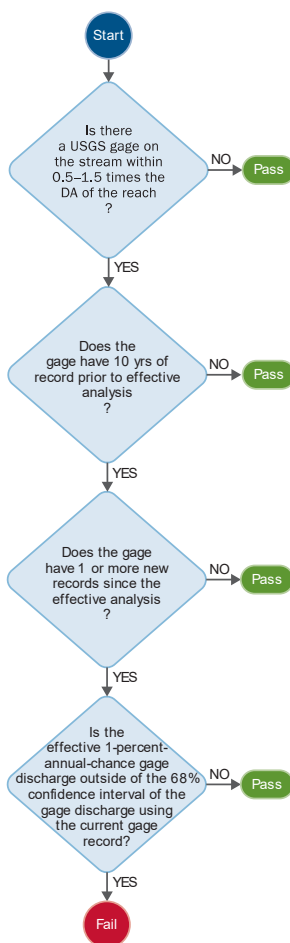 Start
Is there
a USGS gage on
the stream within
0.5–1.5 times the
DA of the reach
?
NO
Pass
YES
Does the
gage have 10 yrs of
record prior to effective
analysis
?
NO
Pass
YES
Does the gage
have 1 or more new
records since the
effective analysis
?
NO
Pass
YES
Is the
effective 1-percent-
annual-chance gage
discharge outside of the 68%
confidence interval of the
gage discharge using
the current gage
record?
NO
Pass
YES
Fail